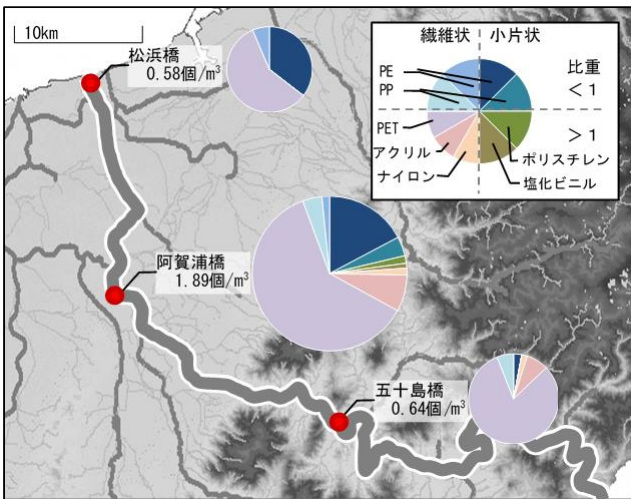 10km
松浜橋
0.58個/m³
繊維状 小片状
比重
PE
<1
PP
PET
>1
アクリル
ポリスチレン
ナイロン
塩化ビニル
阿賀浦橋
1.89個/m³
五十島橋
0.64個/m³